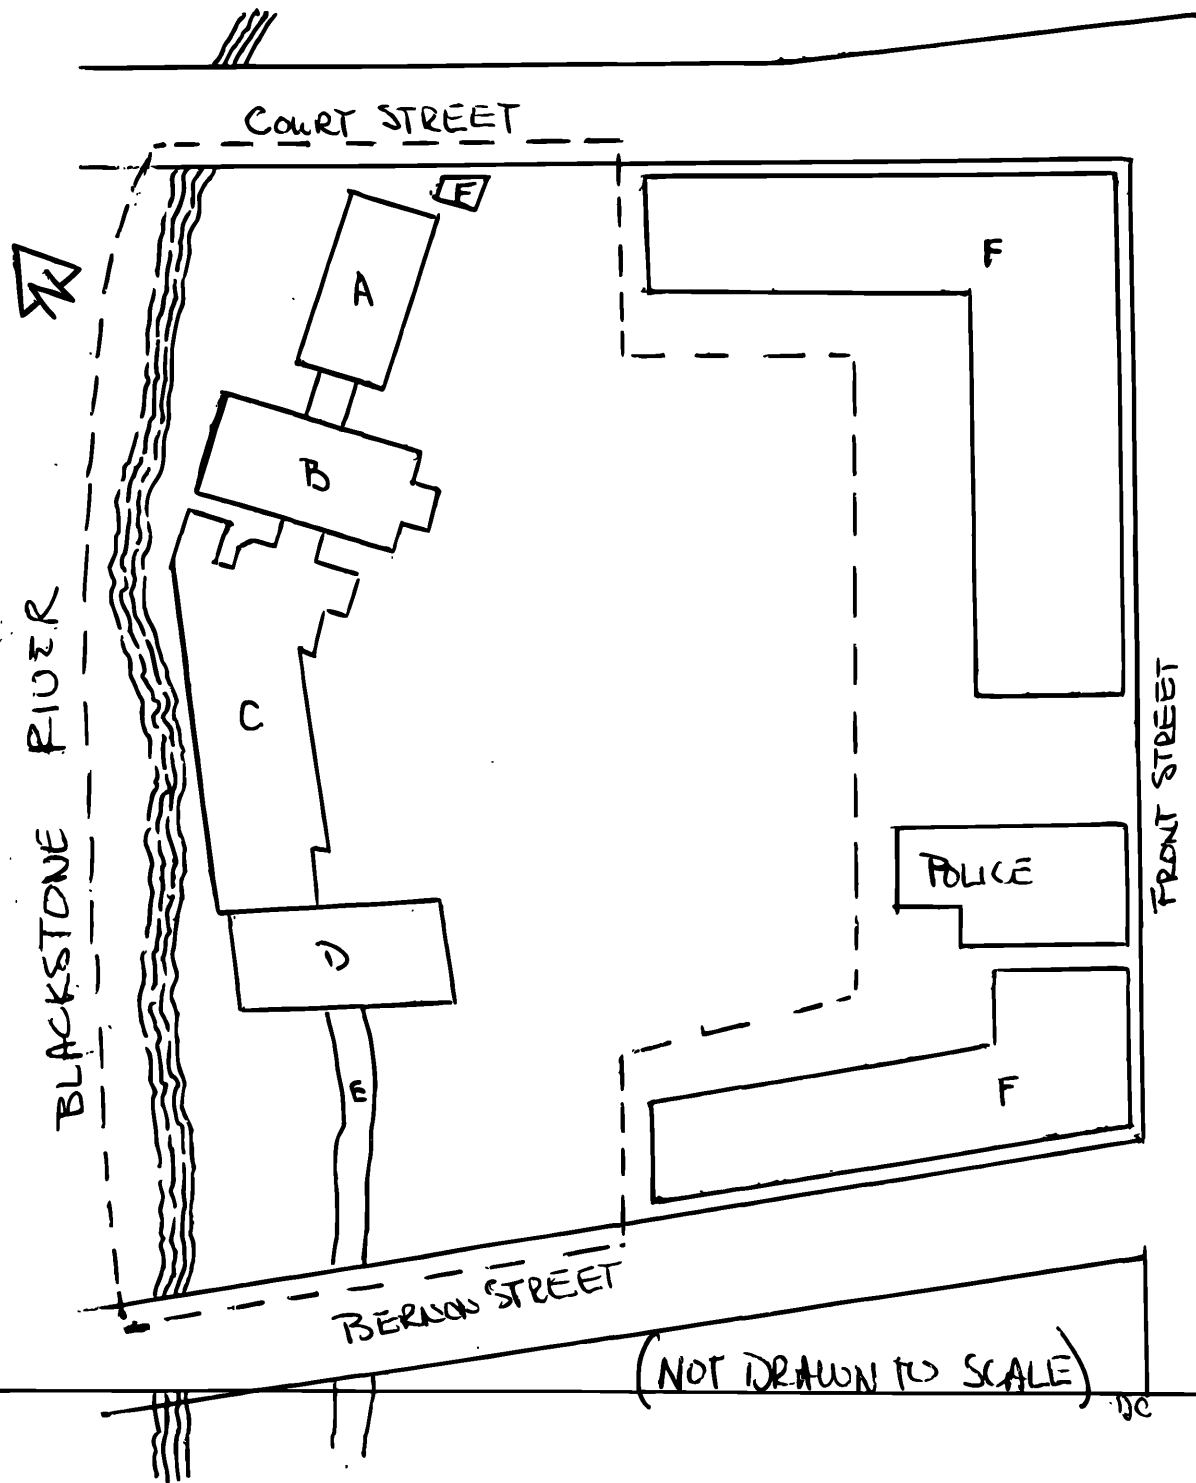 COURT STREET
F
A
F
B
BLACKSTONE RIVER
C
FRONT STREET
POLICE
D
E
F
BERNON STREET
(NOT DRAWN TO SCALE)
DC